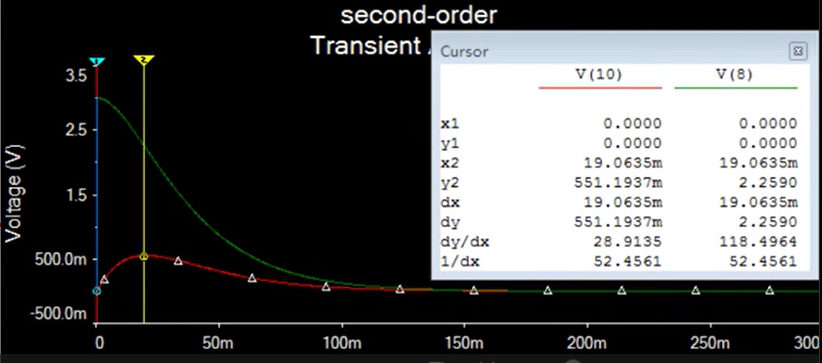 second-order
Transient A
Cursor
V(10) V(8)
x1 0.0000 0.0000
y1 0.0000 0.0000
x2 19.0635m 19.0635m
y2 551.1937m 2.2590
dx 19.0635m 19.0635m
dy 551.1937m 2.2590
dy/dx 28.9135 118.4964
1/dx 52.4561 52.4561
1 2
3.5
2.5
1.5
500.0m
-500.0m
Voltage (V)
0 50m 100m 150m 200m 250m 300